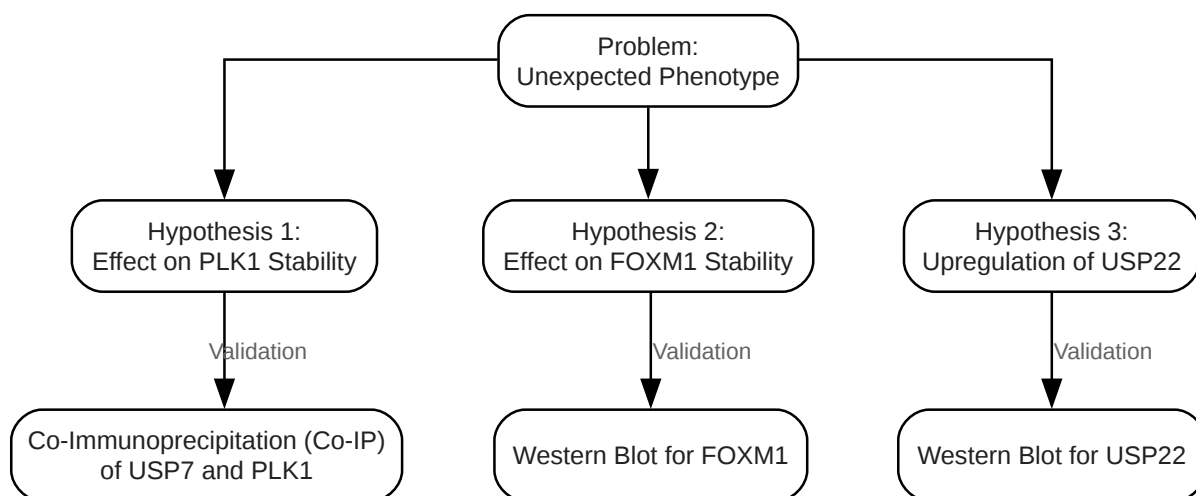 Problem:
Unexpected Phenotype
Hypothesis 1:
Effect on PLK1 Stability
Hypothesis 2:
Effect on FOXM1 Stability
Hypothesis 3:
Upregulation of USP22
Validation
Validation
Validation
Co-Immunoprecipitation (Co-IP)
of USP7 and PLK1
Western Blot for FOXM1
Western Blot for USP22